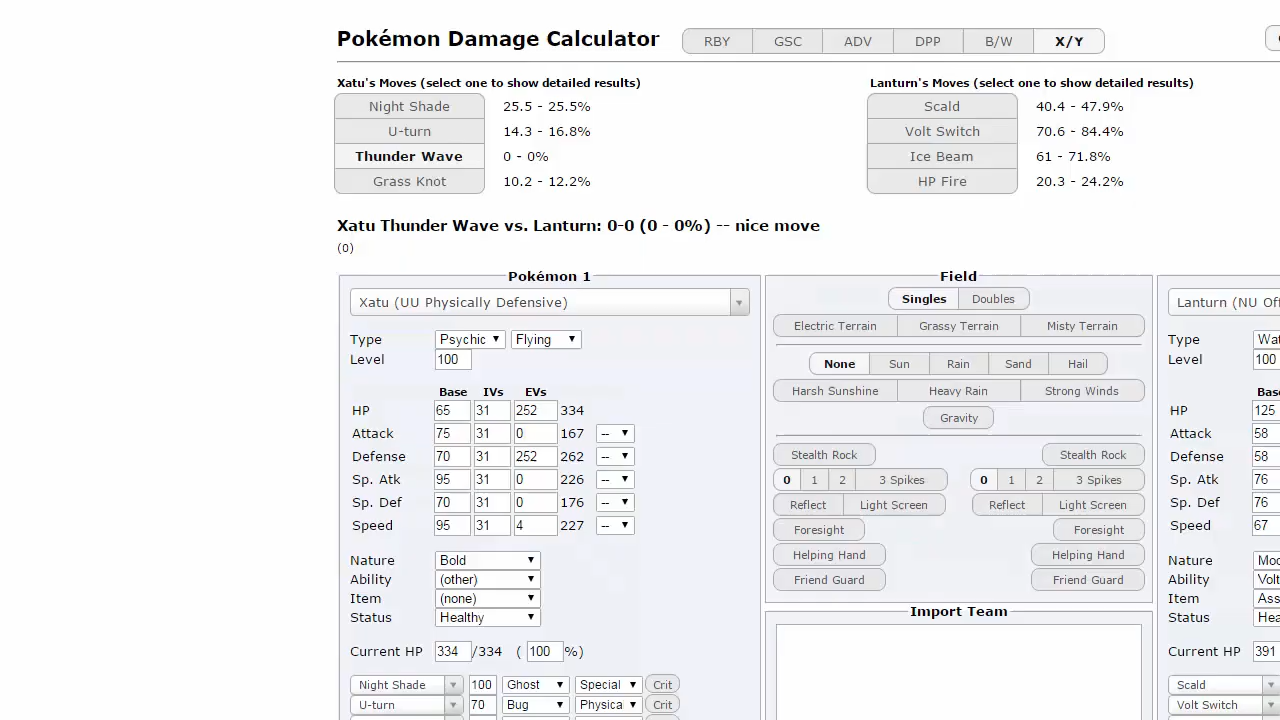 Pokémon Damage Calculator
RBY GSC ADV DPP B/W X/Y
Xatu's Moves (select one to show detailed results)
Night Shade 25.5 - 25.5%
U-turn 14.3 - 16.8%
Thunder Wave 0 - 0%
Grass Knot 10.2 - 12.2%
Lanturn's Moves (select one to show detailed results)
Scald 40.4 - 47.9%
Volt Switch 70.6 - 84.4%
Ice Beam 61 - 71.8%
HP Fire 20.3 - 24.2%
Xatu Thunder Wave vs. Lanturn: 0-0 (0 - 0%) -- nice move
(0)
Pokémon 1
Xatu (UU Physically Defensive)
Type Psychic Flying
Level 100
Base IVs EVs
HP 65 31 252 334
Attack 75 31 0 167 --
Defense 70 31 252 262 --
Sp. Atk 95 31 0 226 --
Sp. Def 70 31 0 176 --
Speed 95 31 4 227 --
Nature Bold
Ability (other)
Item (none)
Status Healthy
Current HP 334 /334 ( 100 %)
Night Shade 100 Ghost Special Crit
U-turn 70 Bug Physica Crit
Field
Singles Doubles
Electric Terrain Grassy Terrain Misty Terrain
None Sun Rain Sand Hail
Harsh Sunshine Heavy Rain Strong Winds
Gravity
Stealth Rock Stealth Rock
0 1 2 3 Spikes 0 1 2 3 Spikes
Reflect Light Screen Reflect Light Screen
Foresight Foresight
Helping Hand Helping Hand
Friend Guard Friend Guard
Import Team
Lanturn (NU Of
Type Wa
Level 100
Base
HP 125
Attack 58
Defense 58
Sp. Atk 76
Sp. Def 76
Speed 67
Nature Mo
Ability Vol
Item Ass
Status Hea
Current HP 391
Scald
Volt Switch